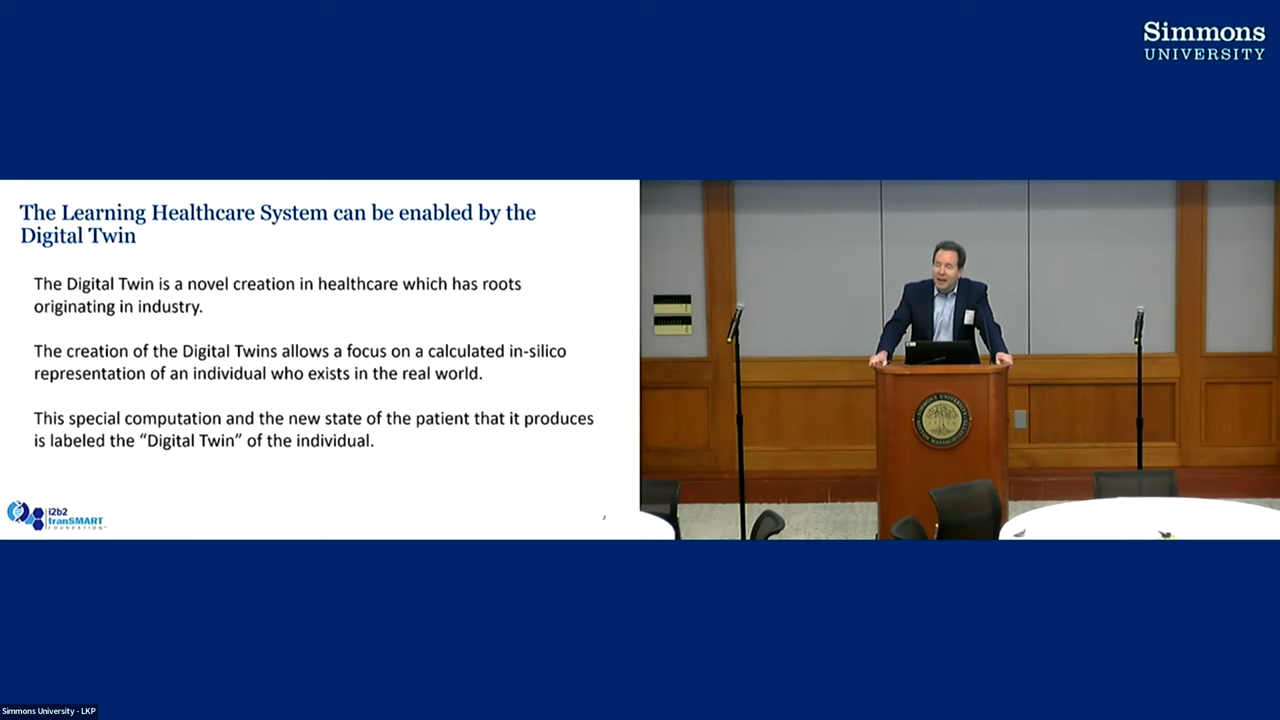 Simmons
UNIVERSITY
The Learning Healthcare System can be enabled by the
Digital Twin
The Digital Twin is a novel creation in healthcare which has roots
originating in industry.
The creation of the Digital Twins allows a focus on a calculated in-silico
representation of an individual who exists in the real world.
This special computation and the new state of the patient that it produces
is labeled the “Digital Twin” of the individual.
i2b2
tranSMART
FOUNDATION
7
Simmons University - LKP